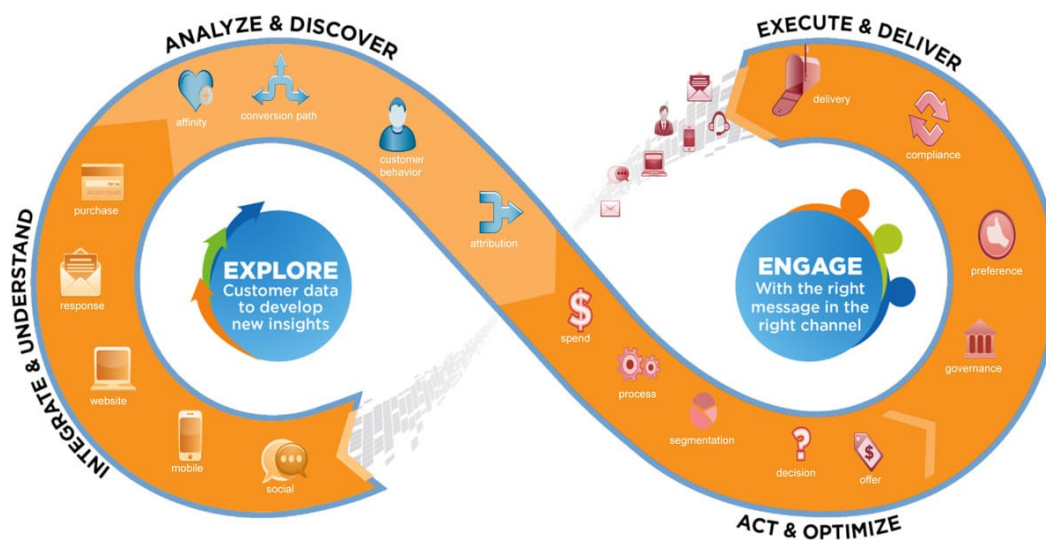 ANALYZE & DISCOVER
EXECUTE & DELIVER
INTEGRATE & UNDERSTAND
ACT & OPTIMIZE
affinity
conversion path
customer
behavior
attribution
purchase
response
website
mobile
social
EXPLORE
Customer data
to develop
new insights
spend
process
segmentation
decision
offer
governance
preference
compliance
delivery
ENGAGE
With the right
message in the
right channel